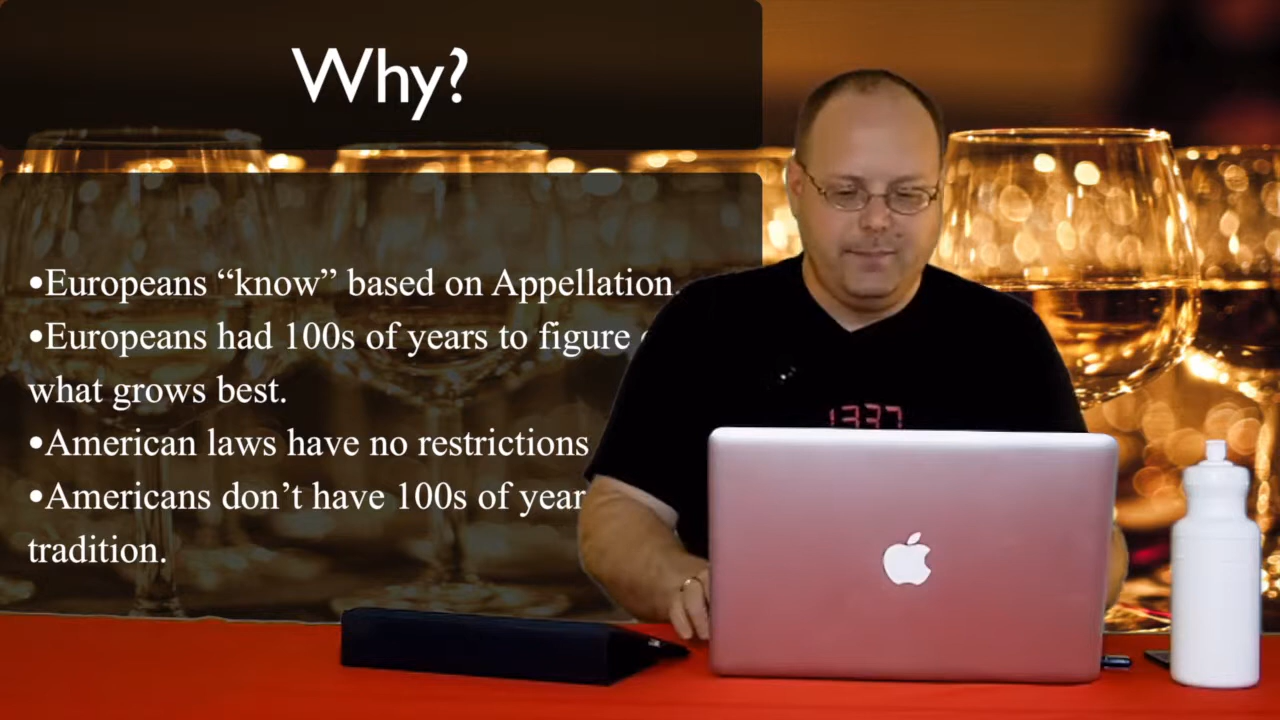 Why?
•Europeans “know” based on Appellation.
•Europeans had 100s of years to figure
what grows best.
•American laws have no restrictions
•Americans don’t have 100s of year
tradition.
1337